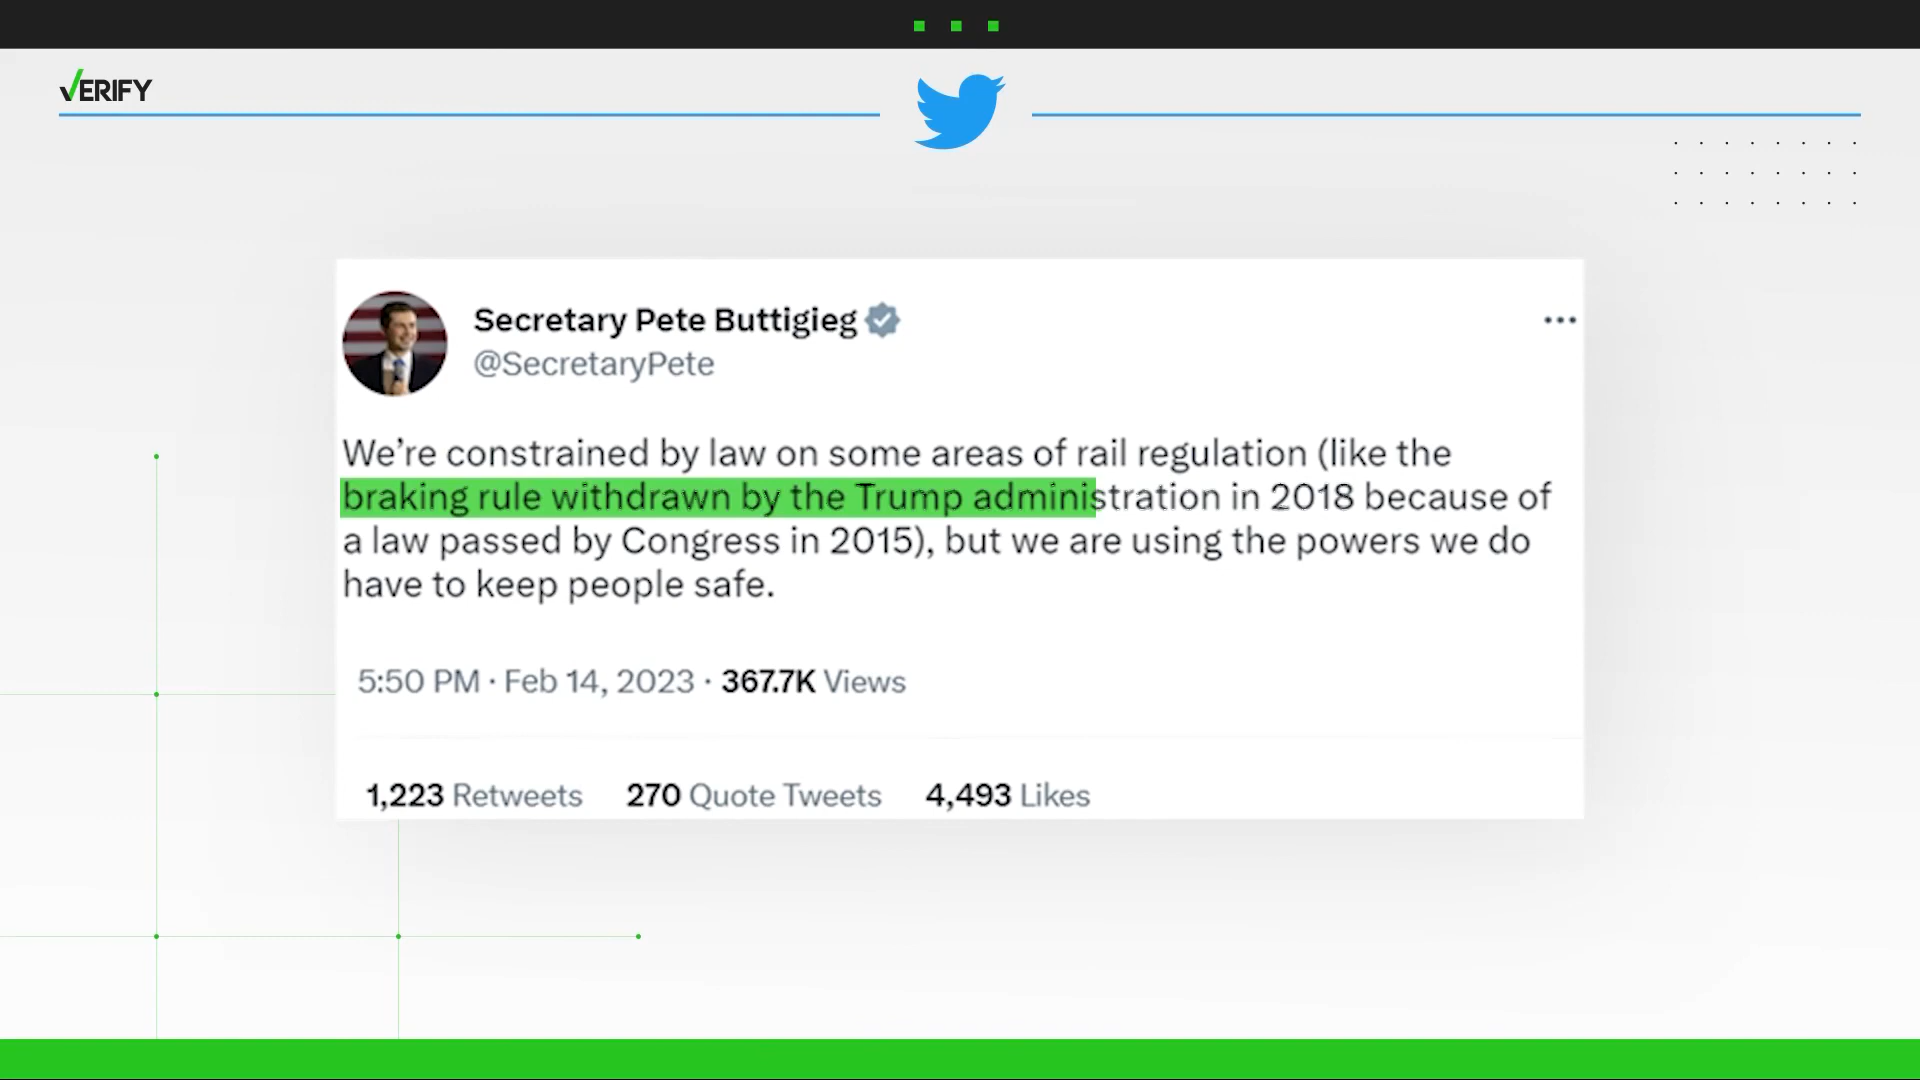 VERIFY
Secretary Pete Buttigieg
@SecretaryPete
We’re constrained by law on some areas of rail regulation (like the
braking rule withdrawn by the Trump administration in 2018 because of
a law passed by Congress in 2015), but we are using the powers we do
have to keep people safe.
5:50 PM · Feb 14, 2023 · 367.7K Views
1,223 Retweets 270 Quote Tweets 4,493 Likes